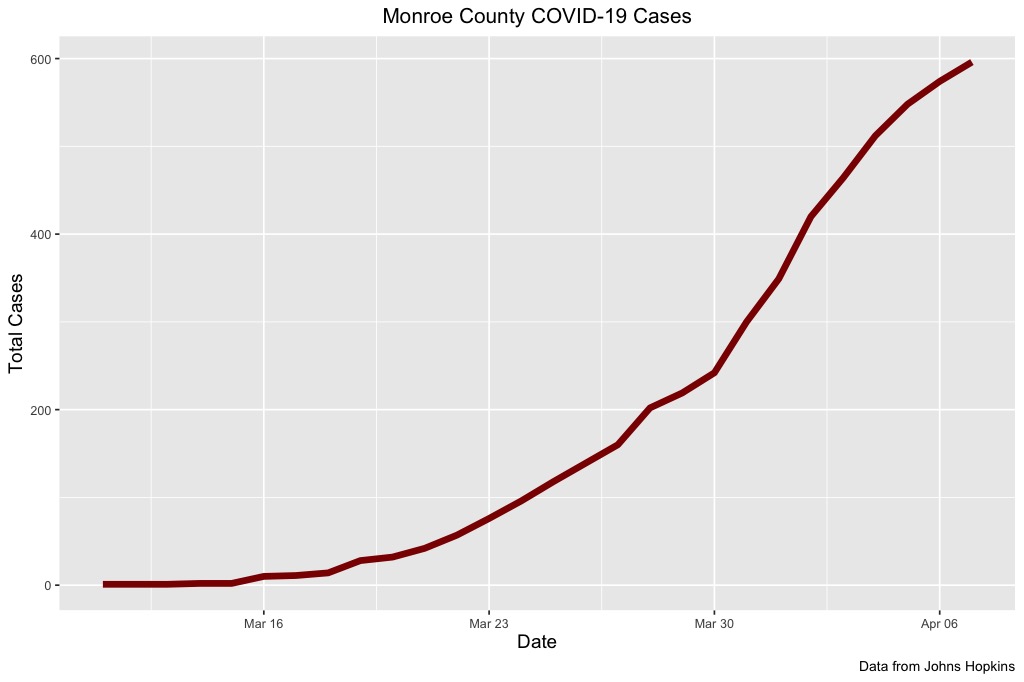 Monroe County COVID-19 Cases
Total Cases
600
400
200
0
Mar 16
Mar 23
Mar 30
Apr 06
Date
Data from Johns Hopkins